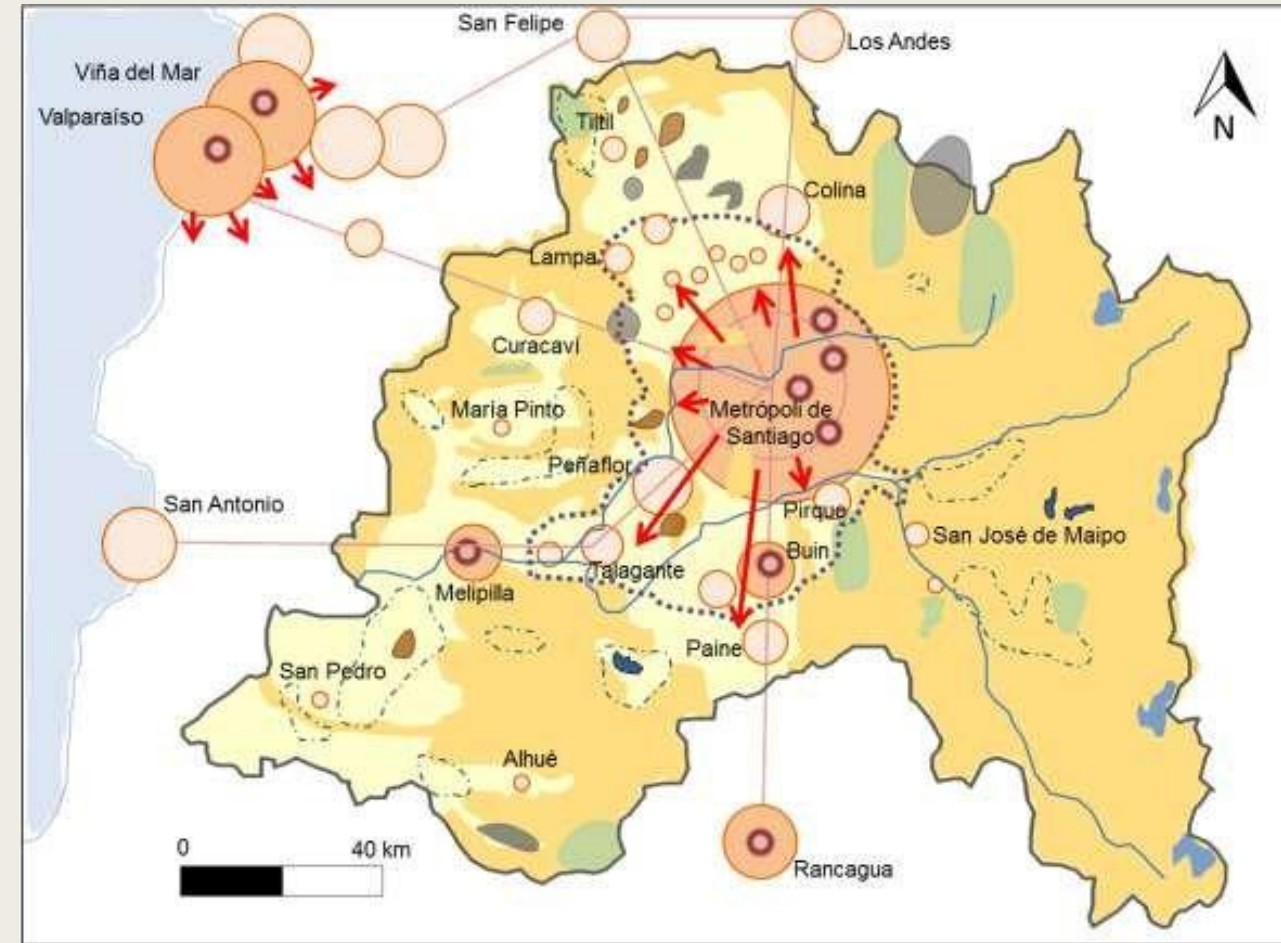 San Felipe
Los Andes
Viña del Mar
Valparaíso
N
Tiltil
Colina
Lampa
Curacaví
María Pinto
Metrópoli de
Santiago
Peñaflor
San Antonio
Pirque
San José de Maipo
Buin
Talagante
Melipilla
Paine
San Pedro
Alhué
0
40 km
Rancagua